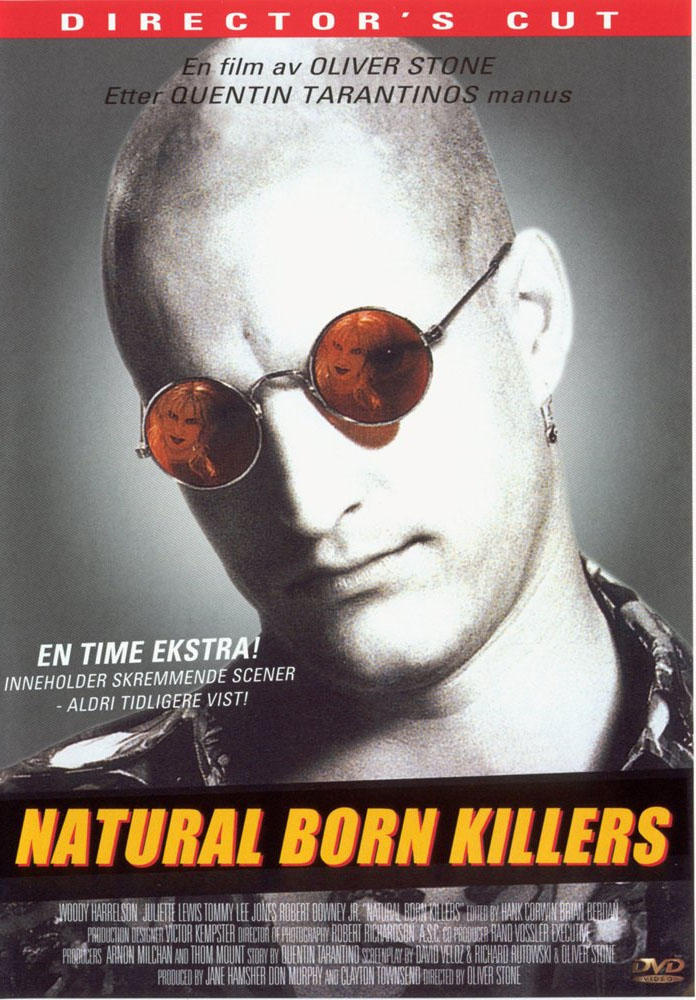 DIRECTOR'S CUT
En film av OLIVER STONE
Etter QUENTIN TARANTINOS manus
EN TIME EKSTRA!
INNEHOLDER SKREMMENDE SCENER
- ALDRI TIDLIGERE VIST!
NATURAL BORN KILLERS
WOODY HARRELSON JULIETTE LEWIS TOMMY LEE JONES ROBERT DOWNEY JR. "NATURAL BORN KILLERS" EDITED BY HANK CORWIN BRIAN BERDAN
PRODUCTION DESIGNER VICTOR KEMPSTER DIRECTOR OF PHOTOGRAPHY ROBERT RICHARDSON, A.S.C. CO PRODUCER RAND VOSSLER EXECUTIVE
PRODUCERS ARNON MILCHAN AND THOM MOUNT STORY BY QUENTIN TARANTINO SCREENPLAY BY DAVID VELOZ & RICHARD RUTOWSKI & OLIVER STONE
PRODUCED BY JANE HAMSHER DON MURPHY AND CLAYTON TOWNSEND DIRECTED BY OLIVER STONE
DVD
VIDEO